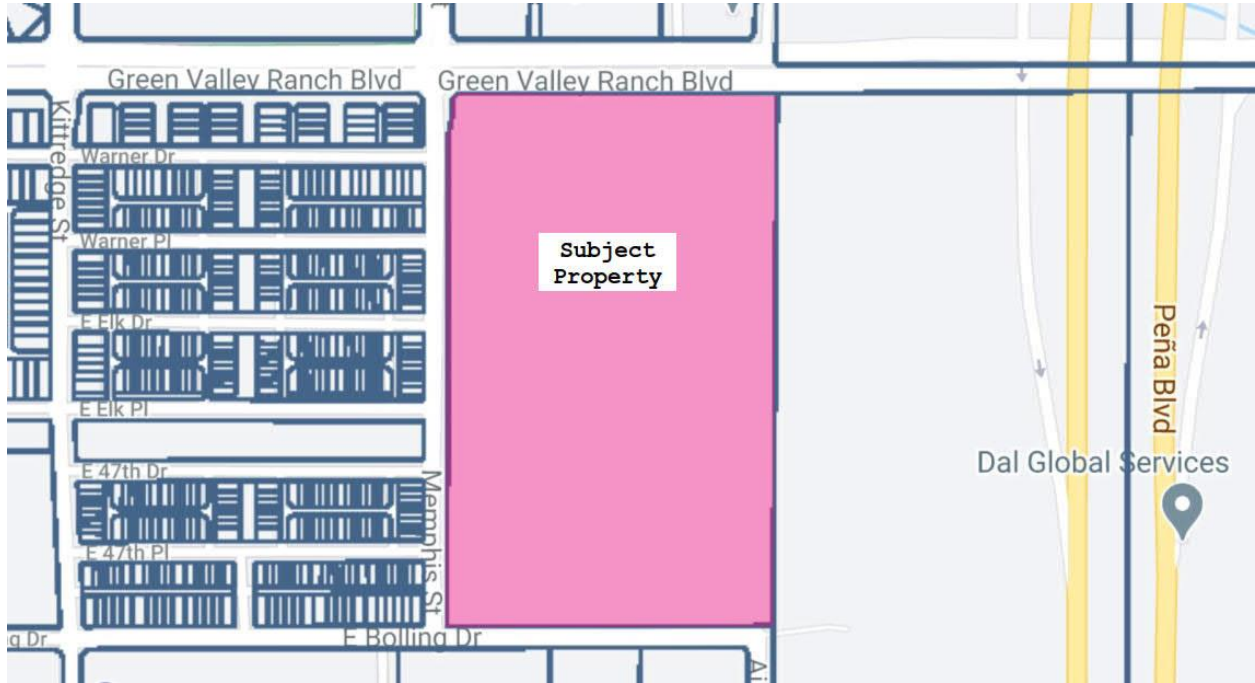 Green Valley Ranch Blvd
Green Valley Ranch Blvd
Kittredge St
Warner Dr
Warner Pl
Subject
Property
E Elk Dr
Peña Blvd
E Elk Pl
Dal Global Services
E 47th Dr
Memphis St
E 47th Pl
E Bolling Dr
Dr